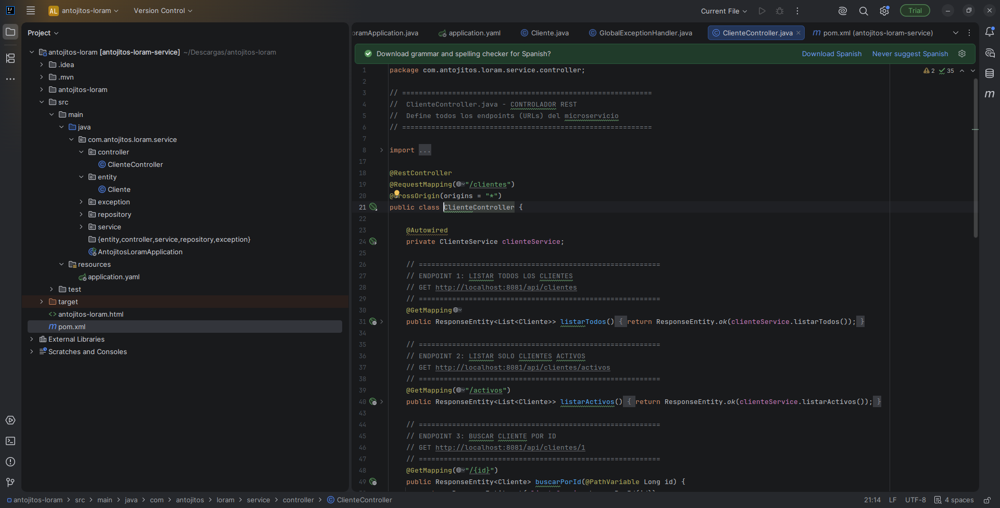 AL antojitos-loram Version Control Current File Trial
Project
oramApplication.java application.yaml Cliente.java GlobalExceptionHandler.java ClienteController.java m pom.xml (antojitos-loram-service)
antojitos-loram [antojitos-loram-service] ~/Descargas/antojitos-loram
.idea
.mvn
antojitos-loram
src
main
java
com.antojitos.loram.service
controller
ClienteController
entity
Cliente
exception
repository
service
{entity,controller,service,repository,exception}
AntojitosLoramApplication
resources
application.yaml
test
target
antojitos-loram.html
m pom.xml
External Libraries
Scratches and Consoles
Download grammar and spelling checker for Spanish? Download Spanish Never suggest Spanish
2 35
1 package com.antojitos.loram.service.controller;
2
3 // ============================================================
4 // ClienteController.java - CONTROLADOR REST
5 // Define todos los endpoints (URLs) del microservicio
6 // ============================================================
7
8 import ...
17
18 @RestController
19 @RequestMapping("/clientes")
20 @CrossOrigin(origins = "*")
21 public class ClienteController {
22
23 @Autowired
24 private ClienteService clienteService;
25
26 // ==========================================================
27 // ENDPOINT 1: LISTAR TODOS LOS CLIENTES
28 // GET http://localhost:8081/api/clientes
29 // ==========================================================
30 @GetMapping
31 public ResponseEntity<List<Cliente>> listarTodos() { return ResponseEntity.ok(clienteService.listarTodos()); }
34
35 // ==========================================================
36 // ENDPOINT 2: LISTAR SOLO CLIENTES ACTIVOS
37 // GET http://localhost:8081/api/clientes/activos
38 // ==========================================================
39 @GetMapping("/activos")
40 public ResponseEntity<List<Cliente>> listarActivos() { return ResponseEntity.ok(clienteService.listarActivos()); }
43
44 // ==========================================================
45 // ENDPOINT 3: BUSCAR CLIENTE POR ID
46 // GET http://localhost:8081/api/clientes/1
47 // ==========================================================
48 @GetMapping("/{id}")
49 public ResponseEntity<Cliente> buscarPorId(@PathVariable Long id) {
antojitos-loram > src > main > java > com > antojitos > loram > service > controller > ClienteController 21:14 LF UTF-8 4 spaces